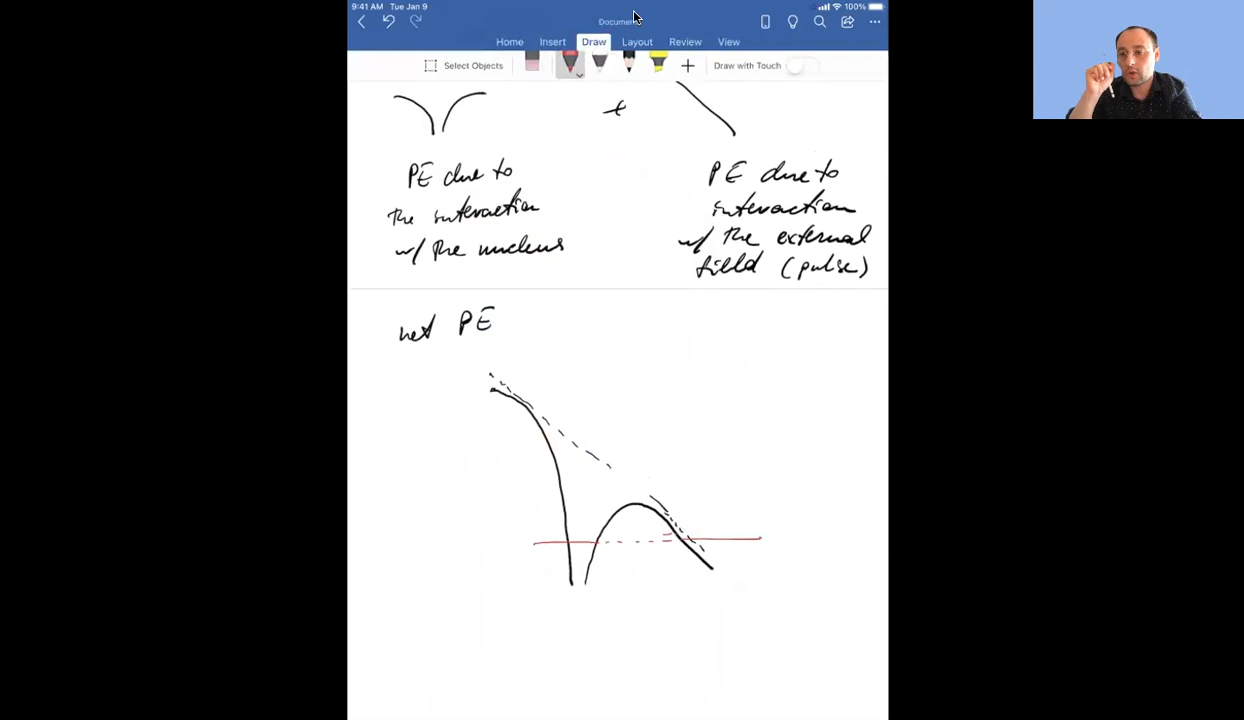 9:41 AM Tue Jan 9
100%
Home Insert Draw Layout Review View
Select Objects
Draw with Touch
+
PE due to
the interaction
w/ the nucleus
PE due to
interaction
w/ the external
field (pulse)
net PE